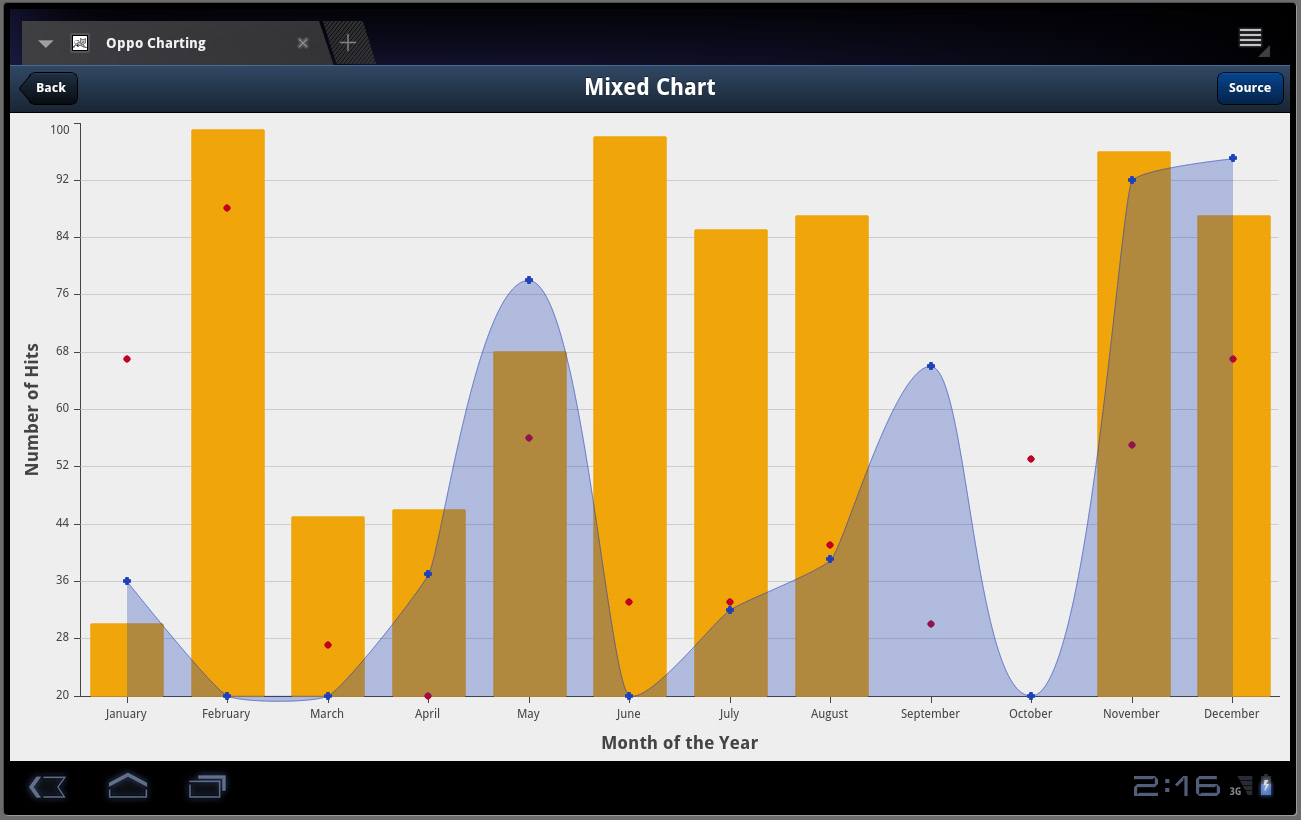 Oppo Charting
Back
Mixed Chart
Source
100
92
84
76
68
60
52
44
36
28
20
Number of Hits
January February March April May June July August September October November December
Month of the Year
2:16
3G